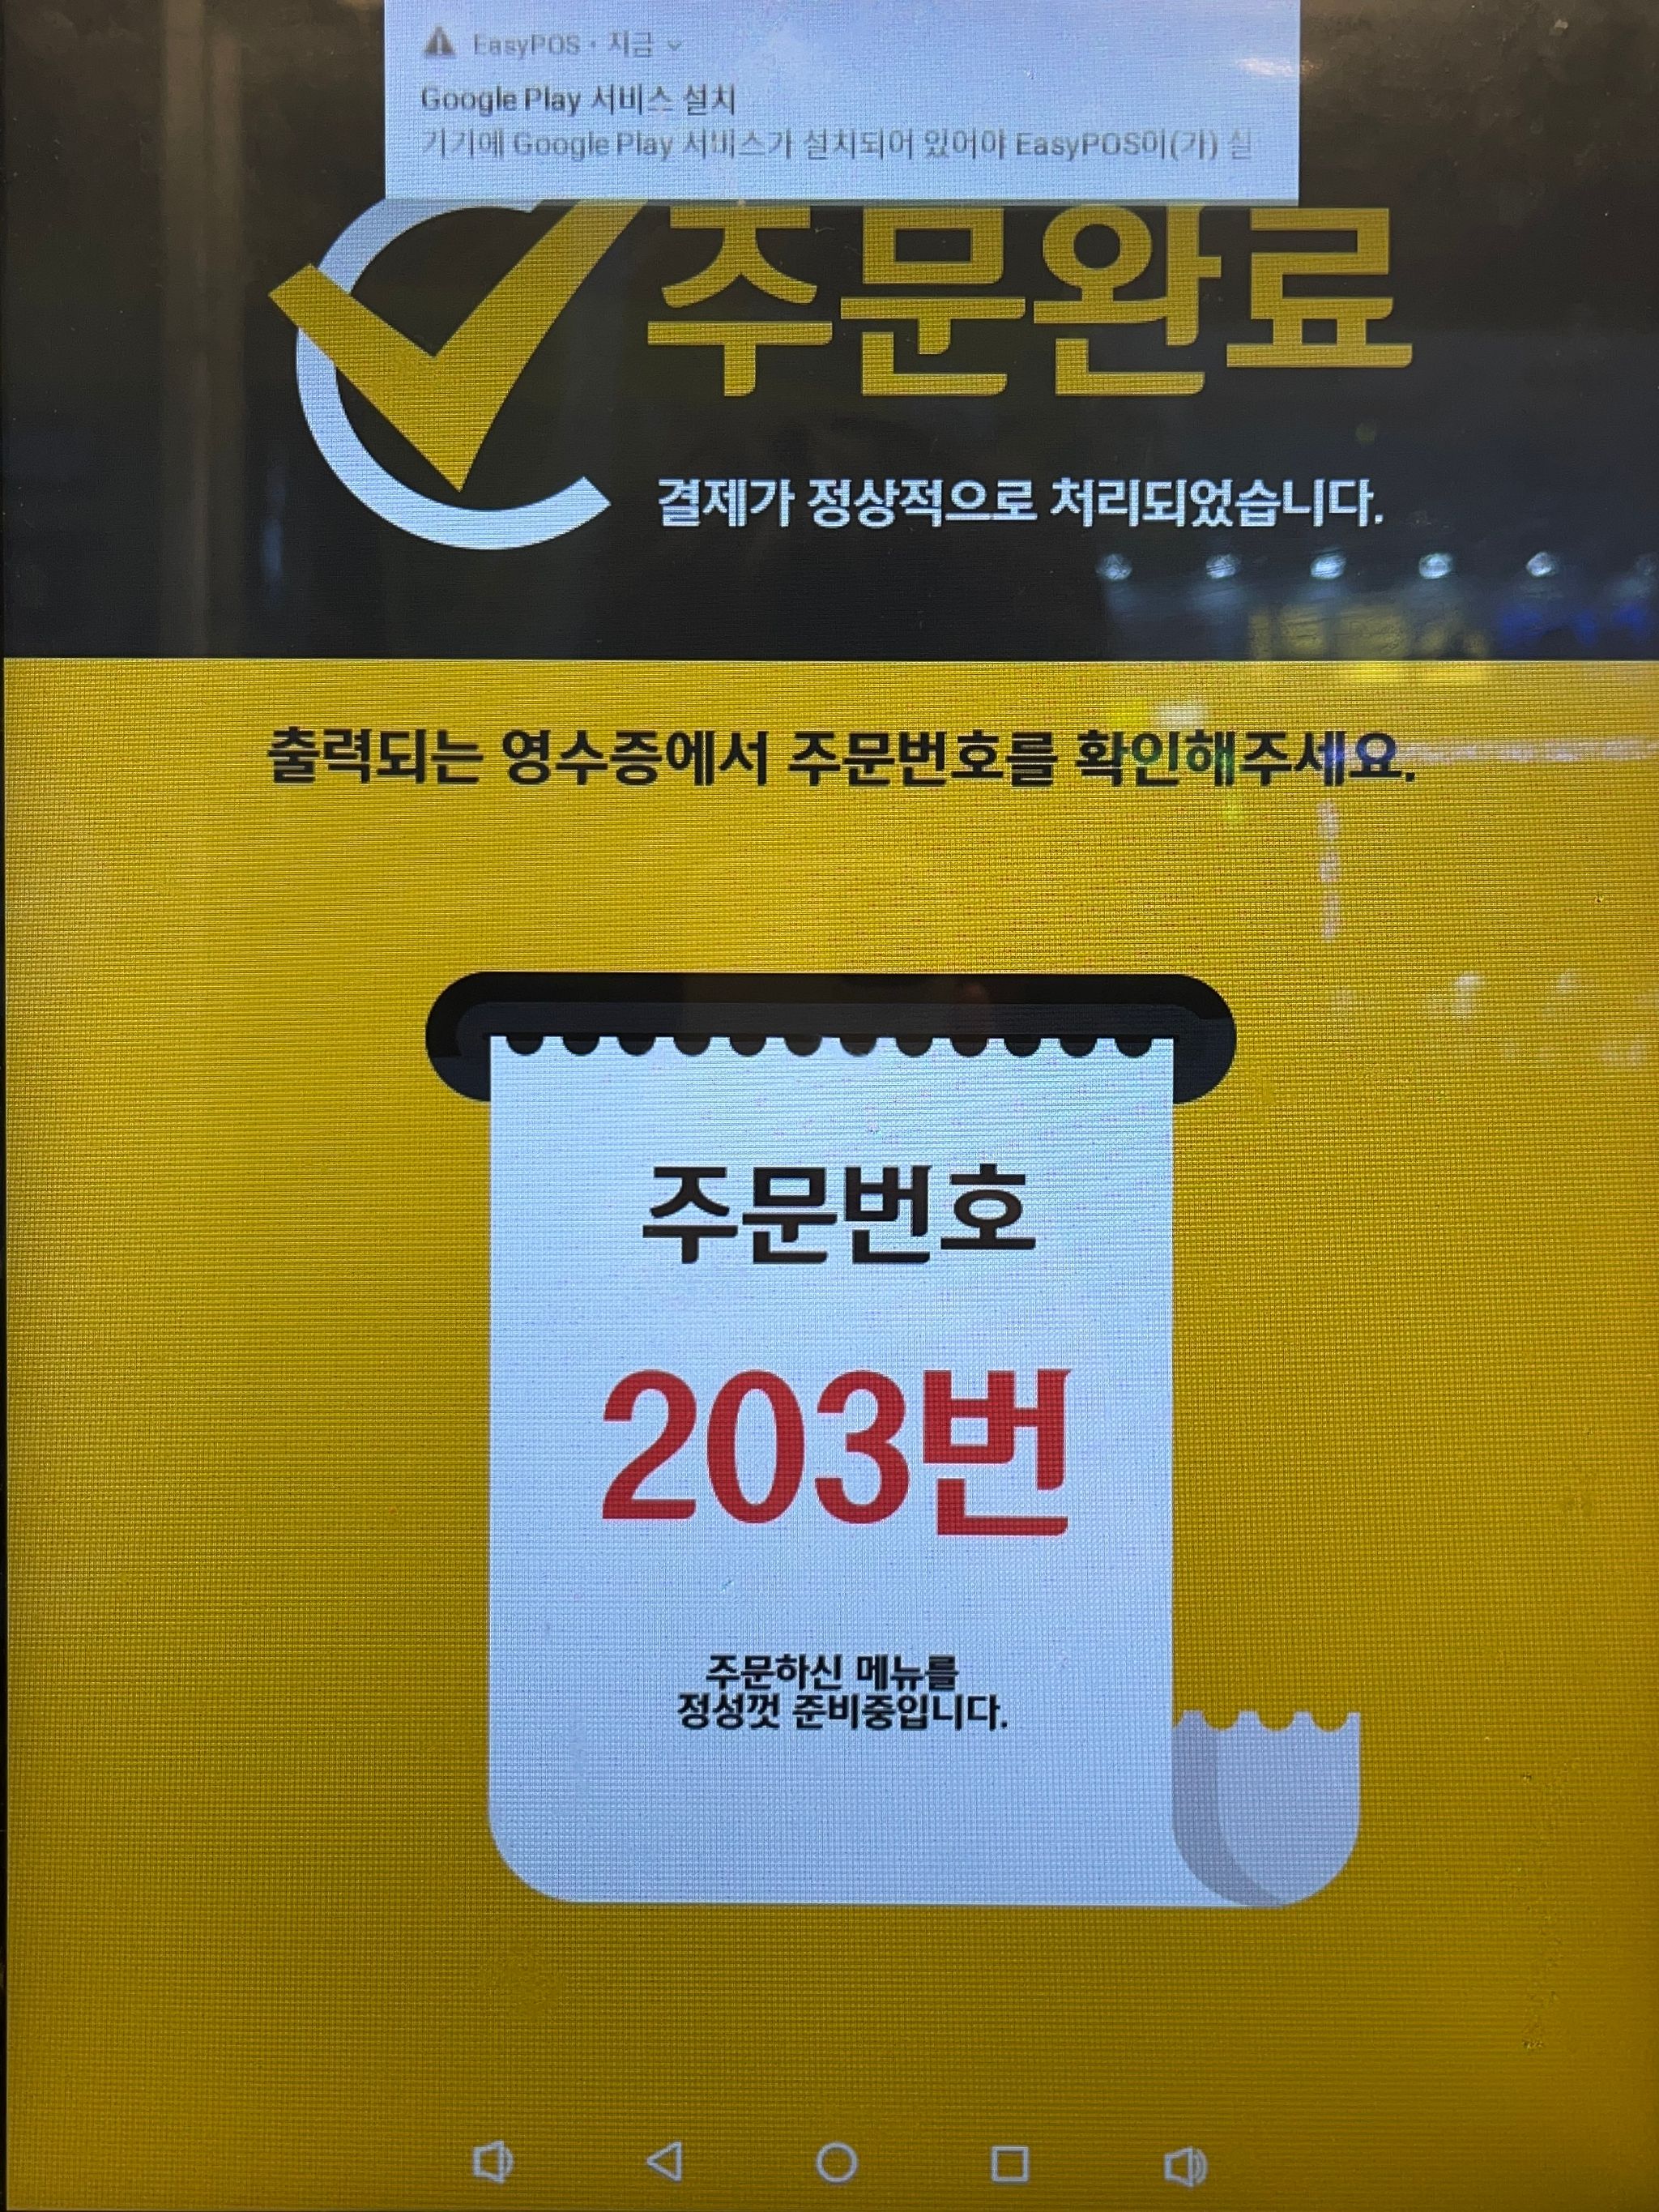 EasyPOS · 지금
Google Play 서비스 설치
기기에 Google Play 서비스가 설치되어 있어야 EasyPOS이(가) 실
주문완료
결제가 정상적으로 처리되었습니다.
출력되는 영수증에서 주문번호를 확인해주세요.
주문번호
203번
주문하신 메뉴를
정성껏 준비중입니다.